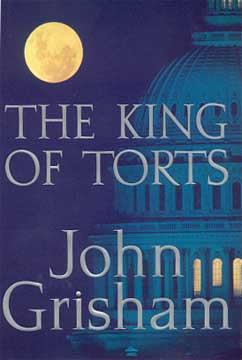 THE KING
OF TORTS
John
Grisham